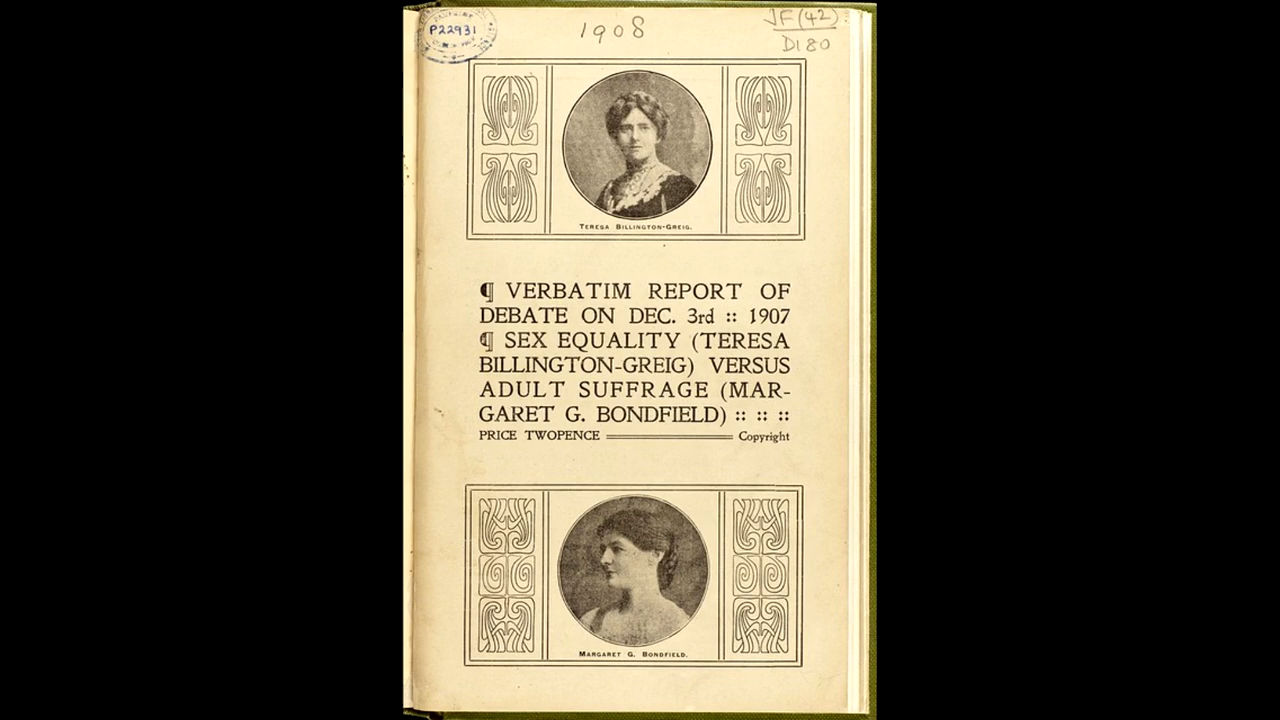 P22931
1908
JF (42)
D180
TERESA BILLINGTON-GREIG.
¶ VERBATIM REPORT OF
DEBATE ON DEC. 3rd :: 1907
¶ SEX EQUALITY (TERESA
BILLINGTON-GREIG) VERSUS
ADULT SUFFRAGE (MAR-
GARET G. BONDFIELD) :: :: ::
PRICE TWOPENCE Copyright
MARGARET G. BONDFIELD.